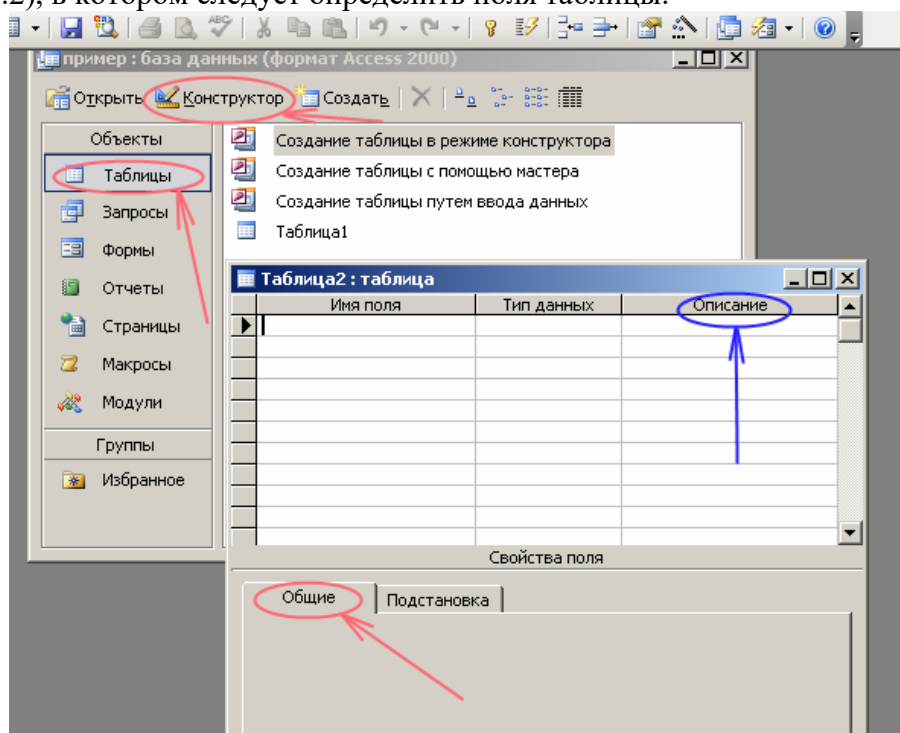 .2), в котором следует определить поля таблицы.
пример : база данных (формат Access 2000)
Открыть Конструктор Создать
Объекты
Таблицы
Запросы
Формы
Отчеты
Страницы
Макросы
Модули
Группы
Избранное
Создание таблицы в режиме конструктора
Создание таблицы с помощью мастера
Создание таблицы путем ввода данных
Таблица1
Таблица2 : таблица
Имя поля Тип данных Описание
Свойства поля
Общие Подстановка